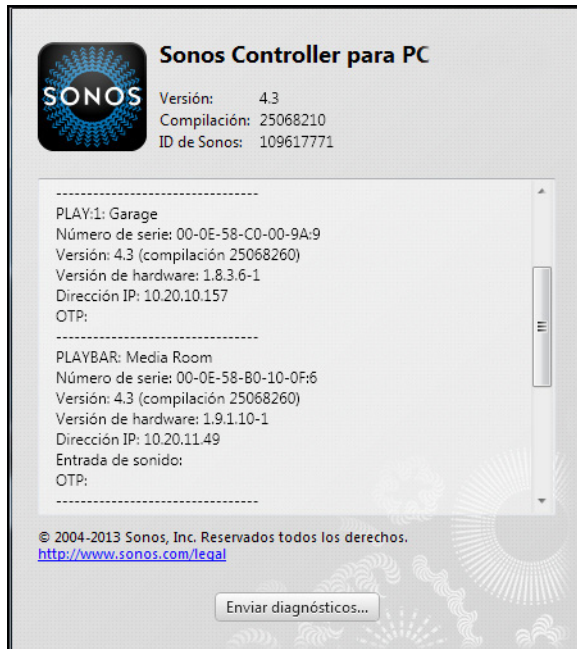 SONOS
Sonos Controller para PC
Versión: 4.3
Compilación: 25068210
ID de Sonos: 109617771
---------------------------------
PLAY:1: Garage
Número de serie: 00-0E-58-C0-00-9A:9
Versión: 4.3 (compilación 25068260)
Versión de hardware: 1.8.3.6-1
Dirección IP: 10.20.10.157
OTP:
---------------------------------
PLAYBAR: Media Room
Número de serie: 00-0E-58-B0-10-0F:6
Versión: 4.3 (compilación 25068260)
Versión de hardware: 1.9.1.10-1
Dirección IP: 10.20.11.49
Entrada de sonido:
OTP:
---------------------------------
© 2004-2013 Sonos, Inc. Reservados todos los derechos.
http://www.sonos.com/legal
Enviar diagnósticos...